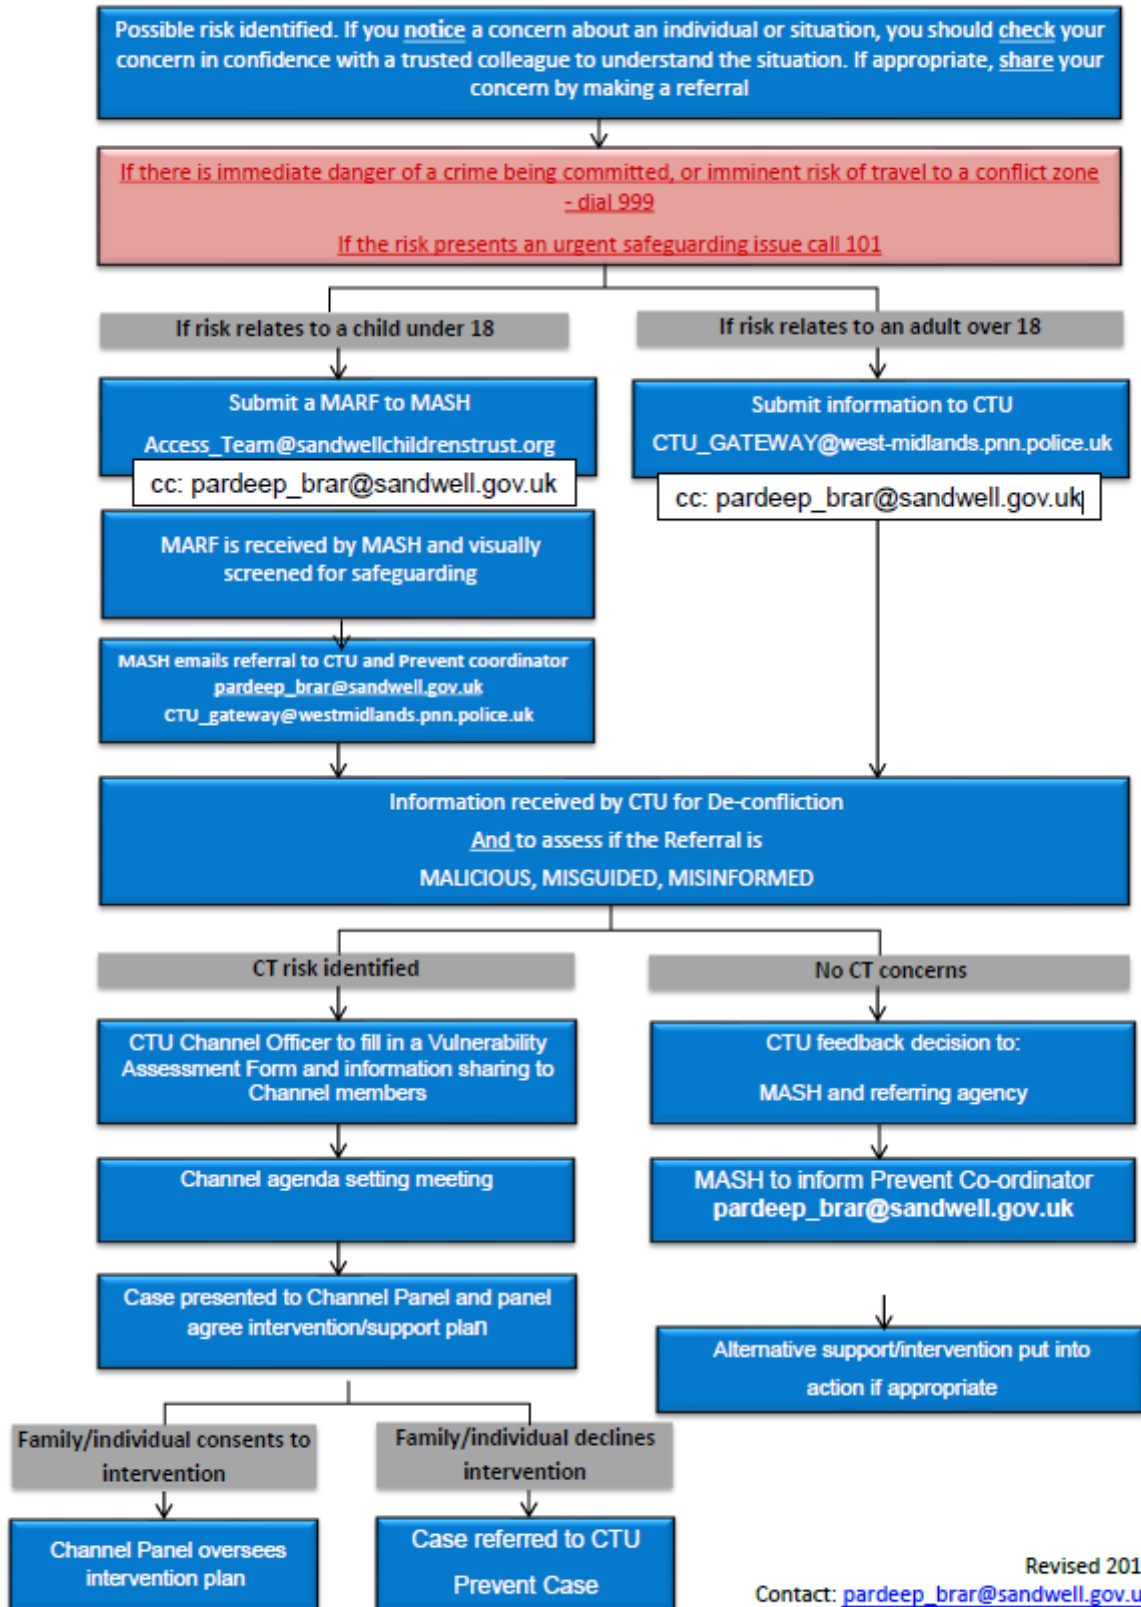 Possible risk identified. If you notice a concern about an individual or situation, you should check your
concern in confidence with a trusted colleague to understand the situation. If appropriate, share your
concern by making a referral
If there is immediate danger of a crime being committed, or imminent risk of travel to a conflict zone
- dial 999
If the risk presents an urgent safeguarding issue call 101
If risk relates to a child under 18
If risk relates to an adult over 18
Submit a MARF to MASH
Access_Team@sandwellchildrenstrust.org
cc: pardeep_brar@sandwell.gov.uk
Submit information to CTU
CTU_GATEWAY@west-midlands.pnn.police.uk
cc: pardeep_brar@sandwell.gov.uk
MARF is received by MASH and visually
screened for safeguarding
MASH emails referral to CTU and Prevent coordinator
pardeep_brar@sandwell.gov.uk
CTU_gateway@westmidlands.pnn.police.uk
Information received by CTU for De-confliction
And to assess if the Referral is
MALICIOUS, MISGUIDED, MISINFORMED
CT risk identified
No CT concerns
CTU Channel Officer to fill in a Vulnerability
Assessment Form and information sharing to
Channel members
CTU feedback decision to:
MASH and referring agency
Channel agenda setting meeting
MASH to inform Prevent Co-ordinator
pardeep_brar@sandwell.gov.uk
Case presented to Channel Panel and panel
agree intervention/support plan
Alternative support/intervention put into
action if appropriate
Family/individual consents to
intervention
Family/individual declines
intervention
Channel Panel oversees
intervention plan
Case referred to CTU
Prevent Case
Revised 201
Contact: pardeep_brar@sandwell.gov.u